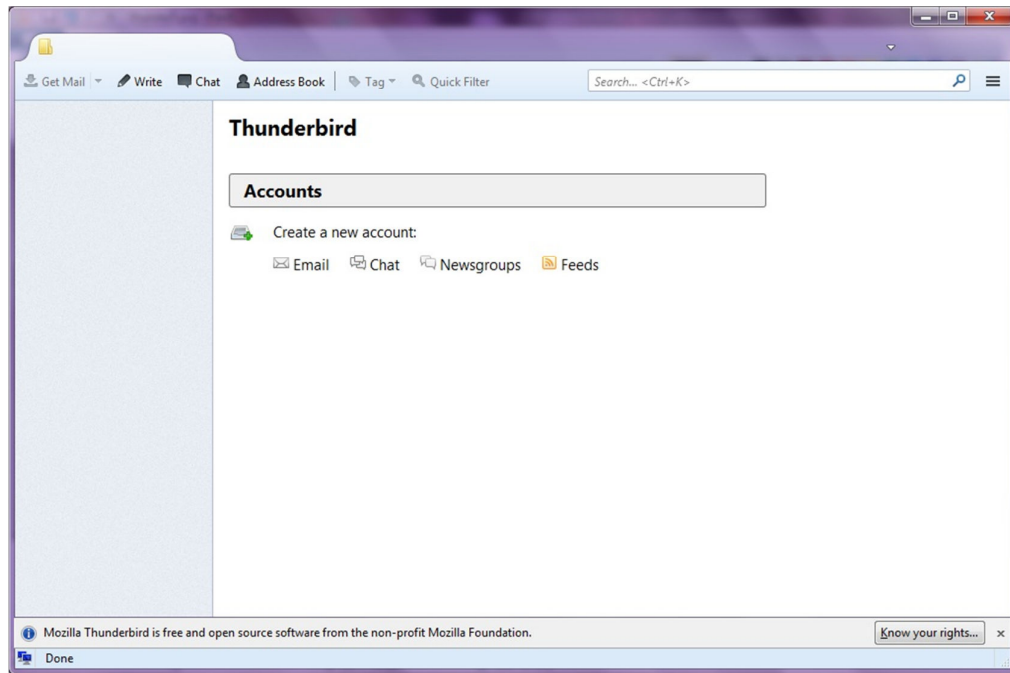 Get Mail Write Chat Address Book Tag Quick Filter Search... <Ctrl+K>
Thunderbird
Accounts
Create a new account:
Email Chat Newsgroups Feeds
Mozilla Thunderbird is free and open source software from the non-profit Mozilla Foundation. Know your rights...
Done